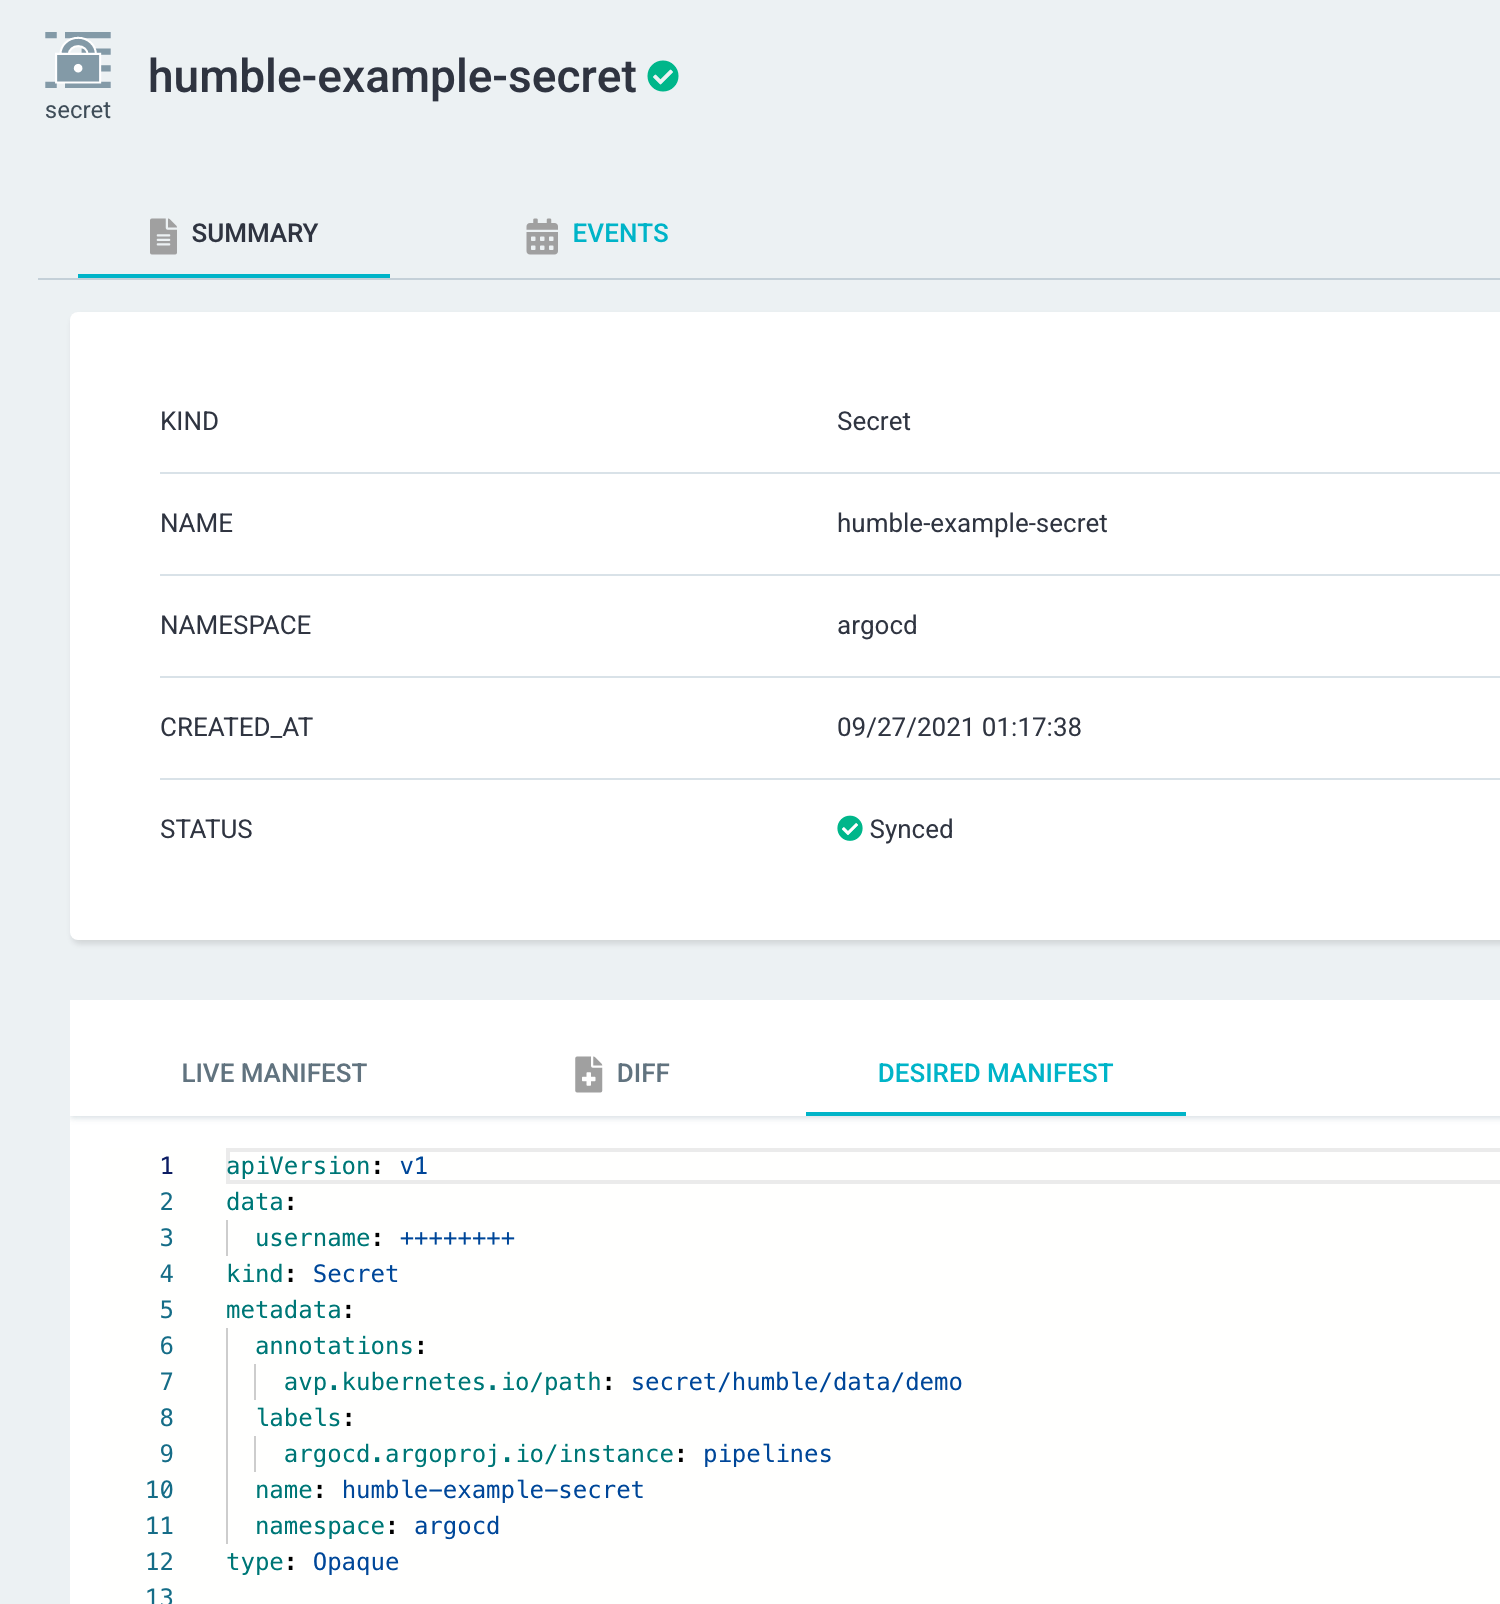 secret
humble-example-secret
SUMMARY EVENTS
KIND Secret
NAME humble-example-secret
NAMESPACE argocd
CREATED_AT 09/27/2021 01:17:38
STATUS Synced
LIVE MANIFEST DIFF DESIRED MANIFEST
1 apiVersion: v1
2 data:
3 username: ++++++++
4 kind: Secret
5 metadata:
6 annotations:
7 avp.kubernetes.io/path: secret/humble/data/demo
8 labels:
9 argocd.argoproj.io/instance: pipelines
10 name: humble-example-secret
11 namespace: argocd
12 type: Opaque
13